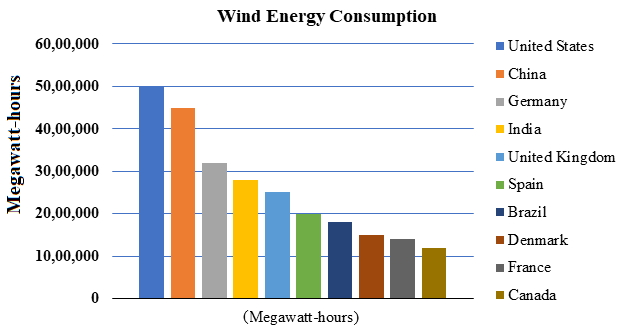 Wind Energy Consumption
Megawatt-hours
60,00,000
50,00,000
40,00,000
30,00,000
20,00,000
10,00,000
0
(Megawatt-hours)
United States
China
Germany
India
United Kingdom
Spain
Brazil
Denmark
France
Canada